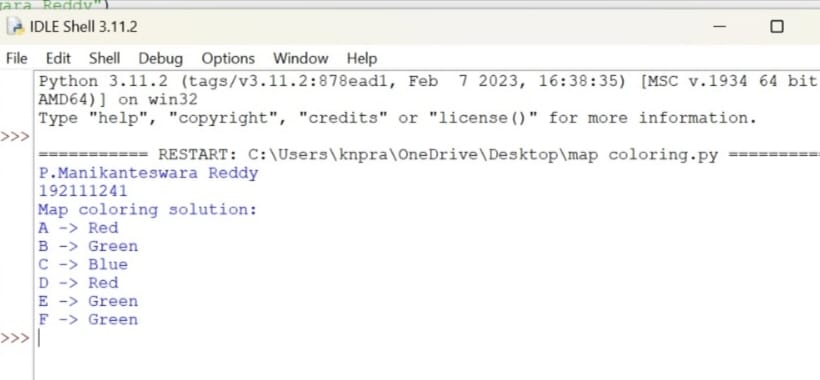 ara Reddy")
IDLE Shell 3.11.2
File Edit Shell Debug Options Window Help
Python 3.11.2 (tags/v3.11.2:878ead1, Feb  7 2023, 16:38:35) [MSC v.1934 64 bit
AMD64)] on win32
Type "help", "copyright", "credits" or "license()" for more information.
>>>
=========== RESTART: C:\Users\knpra\OneDrive\Desktop\map coloring.py =========
P.Manikanteswara Reddy
192111241
Map coloring solution:
A -> Red
B -> Green
C -> Blue
D -> Red
E -> Green
F -> Green
>>>